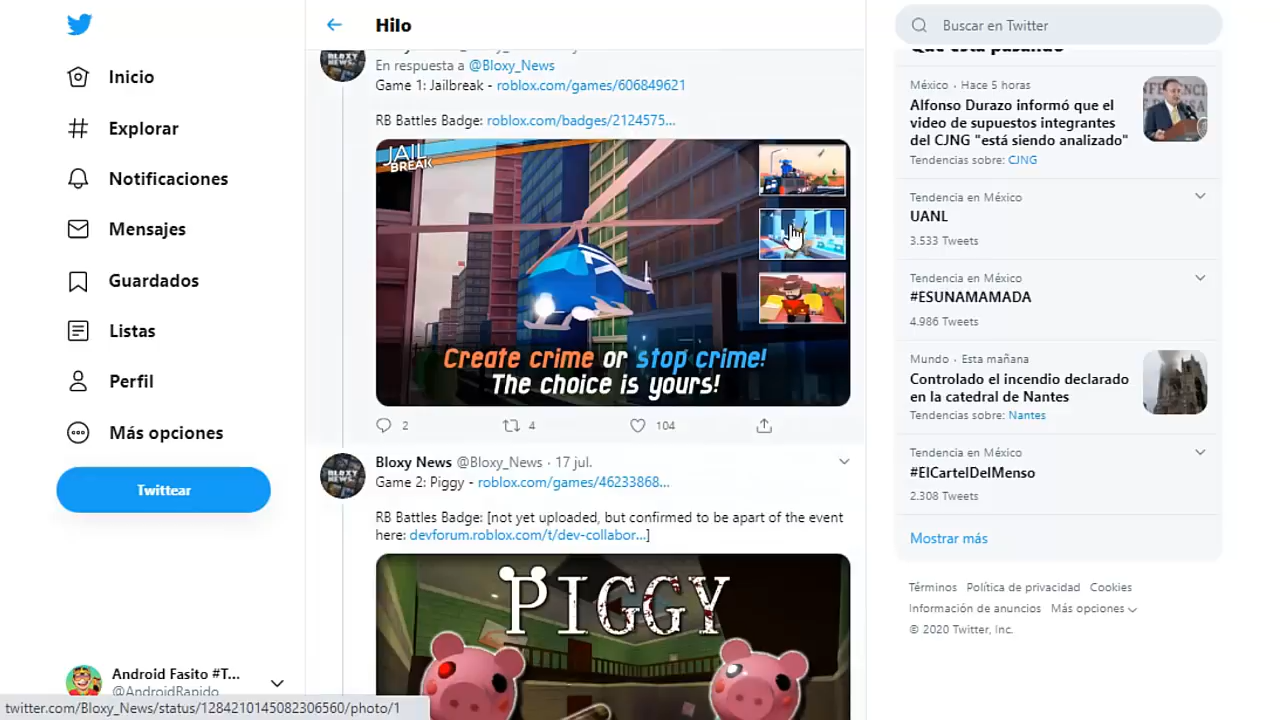 Inicio
Explorar
Notificaciones
Mensajes
Guardados
Listas
Perfil
Más opciones
Twittear
Android Fasito #T...
@AndroidRapido
twitter.com/Bloxy_News/status/1284210145082306560/photo/1
Hilo
BLOXY
NEWS
En respuesta a @Bloxy_News
Game 1: Jailbreak - roblox.com/games/606849621
RB Battles Badge: roblox.com/badges/2124575...
JAIL
BREAK
Create crime or stop crime!
The choice is yours!
2 4 104
Bloxy News @Bloxy_News · 17 jul.
Game 2: Piggy - roblox.com/games/46233868...
RB Battles Badge: [not yet uploaded, but confirmed to be apart of the event
here: devforum.roblox.com/t/dev-collabor...]
BLOXY
NEWS
PIGGY
Buscar en Twitter
Qué está pasando
México · Hace 5 horas
Alfonso Durazo informó que el
video de supuestos integrantes
del CJNG "está siendo analizado"
Tendencias sobre: CJNG
Tendencia en México
UANL
3.533 Tweets
Tendencia en México
#ESUNAMAMADA
4.986 Tweets
Mundo · Esta mañana
Controlado el incendio declarado
en la catedral de Nantes
Tendencias sobre: Nantes
Tendencia en México
#ElCartelDelMenso
2.308 Tweets
Mostrar más
Términos Política de privacidad Cookies
Información de anuncios Más opciones
© 2020 Twitter, Inc.